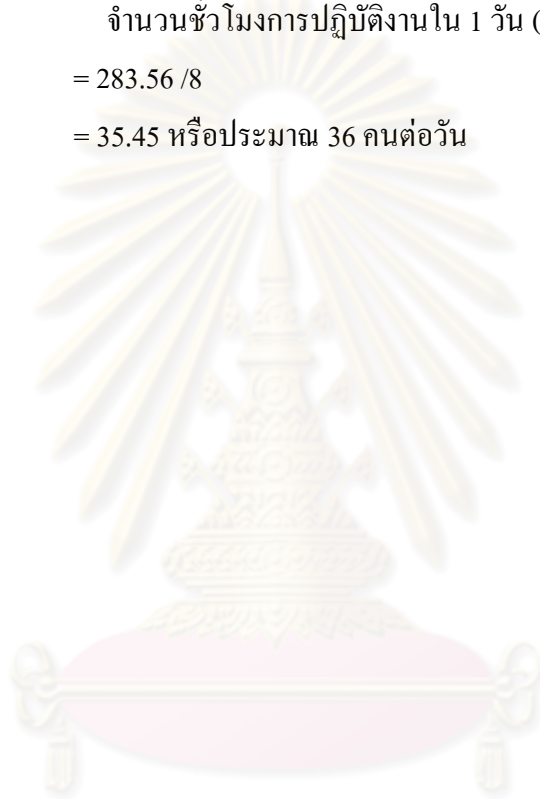 จำนวนชั่วโมงการปฏิบัติงานใน 1 วัน (
= 283.56 /8
= 35.45 หรือประมาณ 36 คนต่อวัน